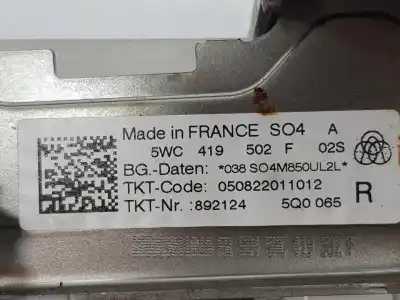 Made in FRANCE SO4 A
5WC 419 502 F 02S
BG.-Daten: *038 SO4M850UL2L*
TKT-Code: 050822011012
R
TKT-Nr.: 892124 5Q0 065